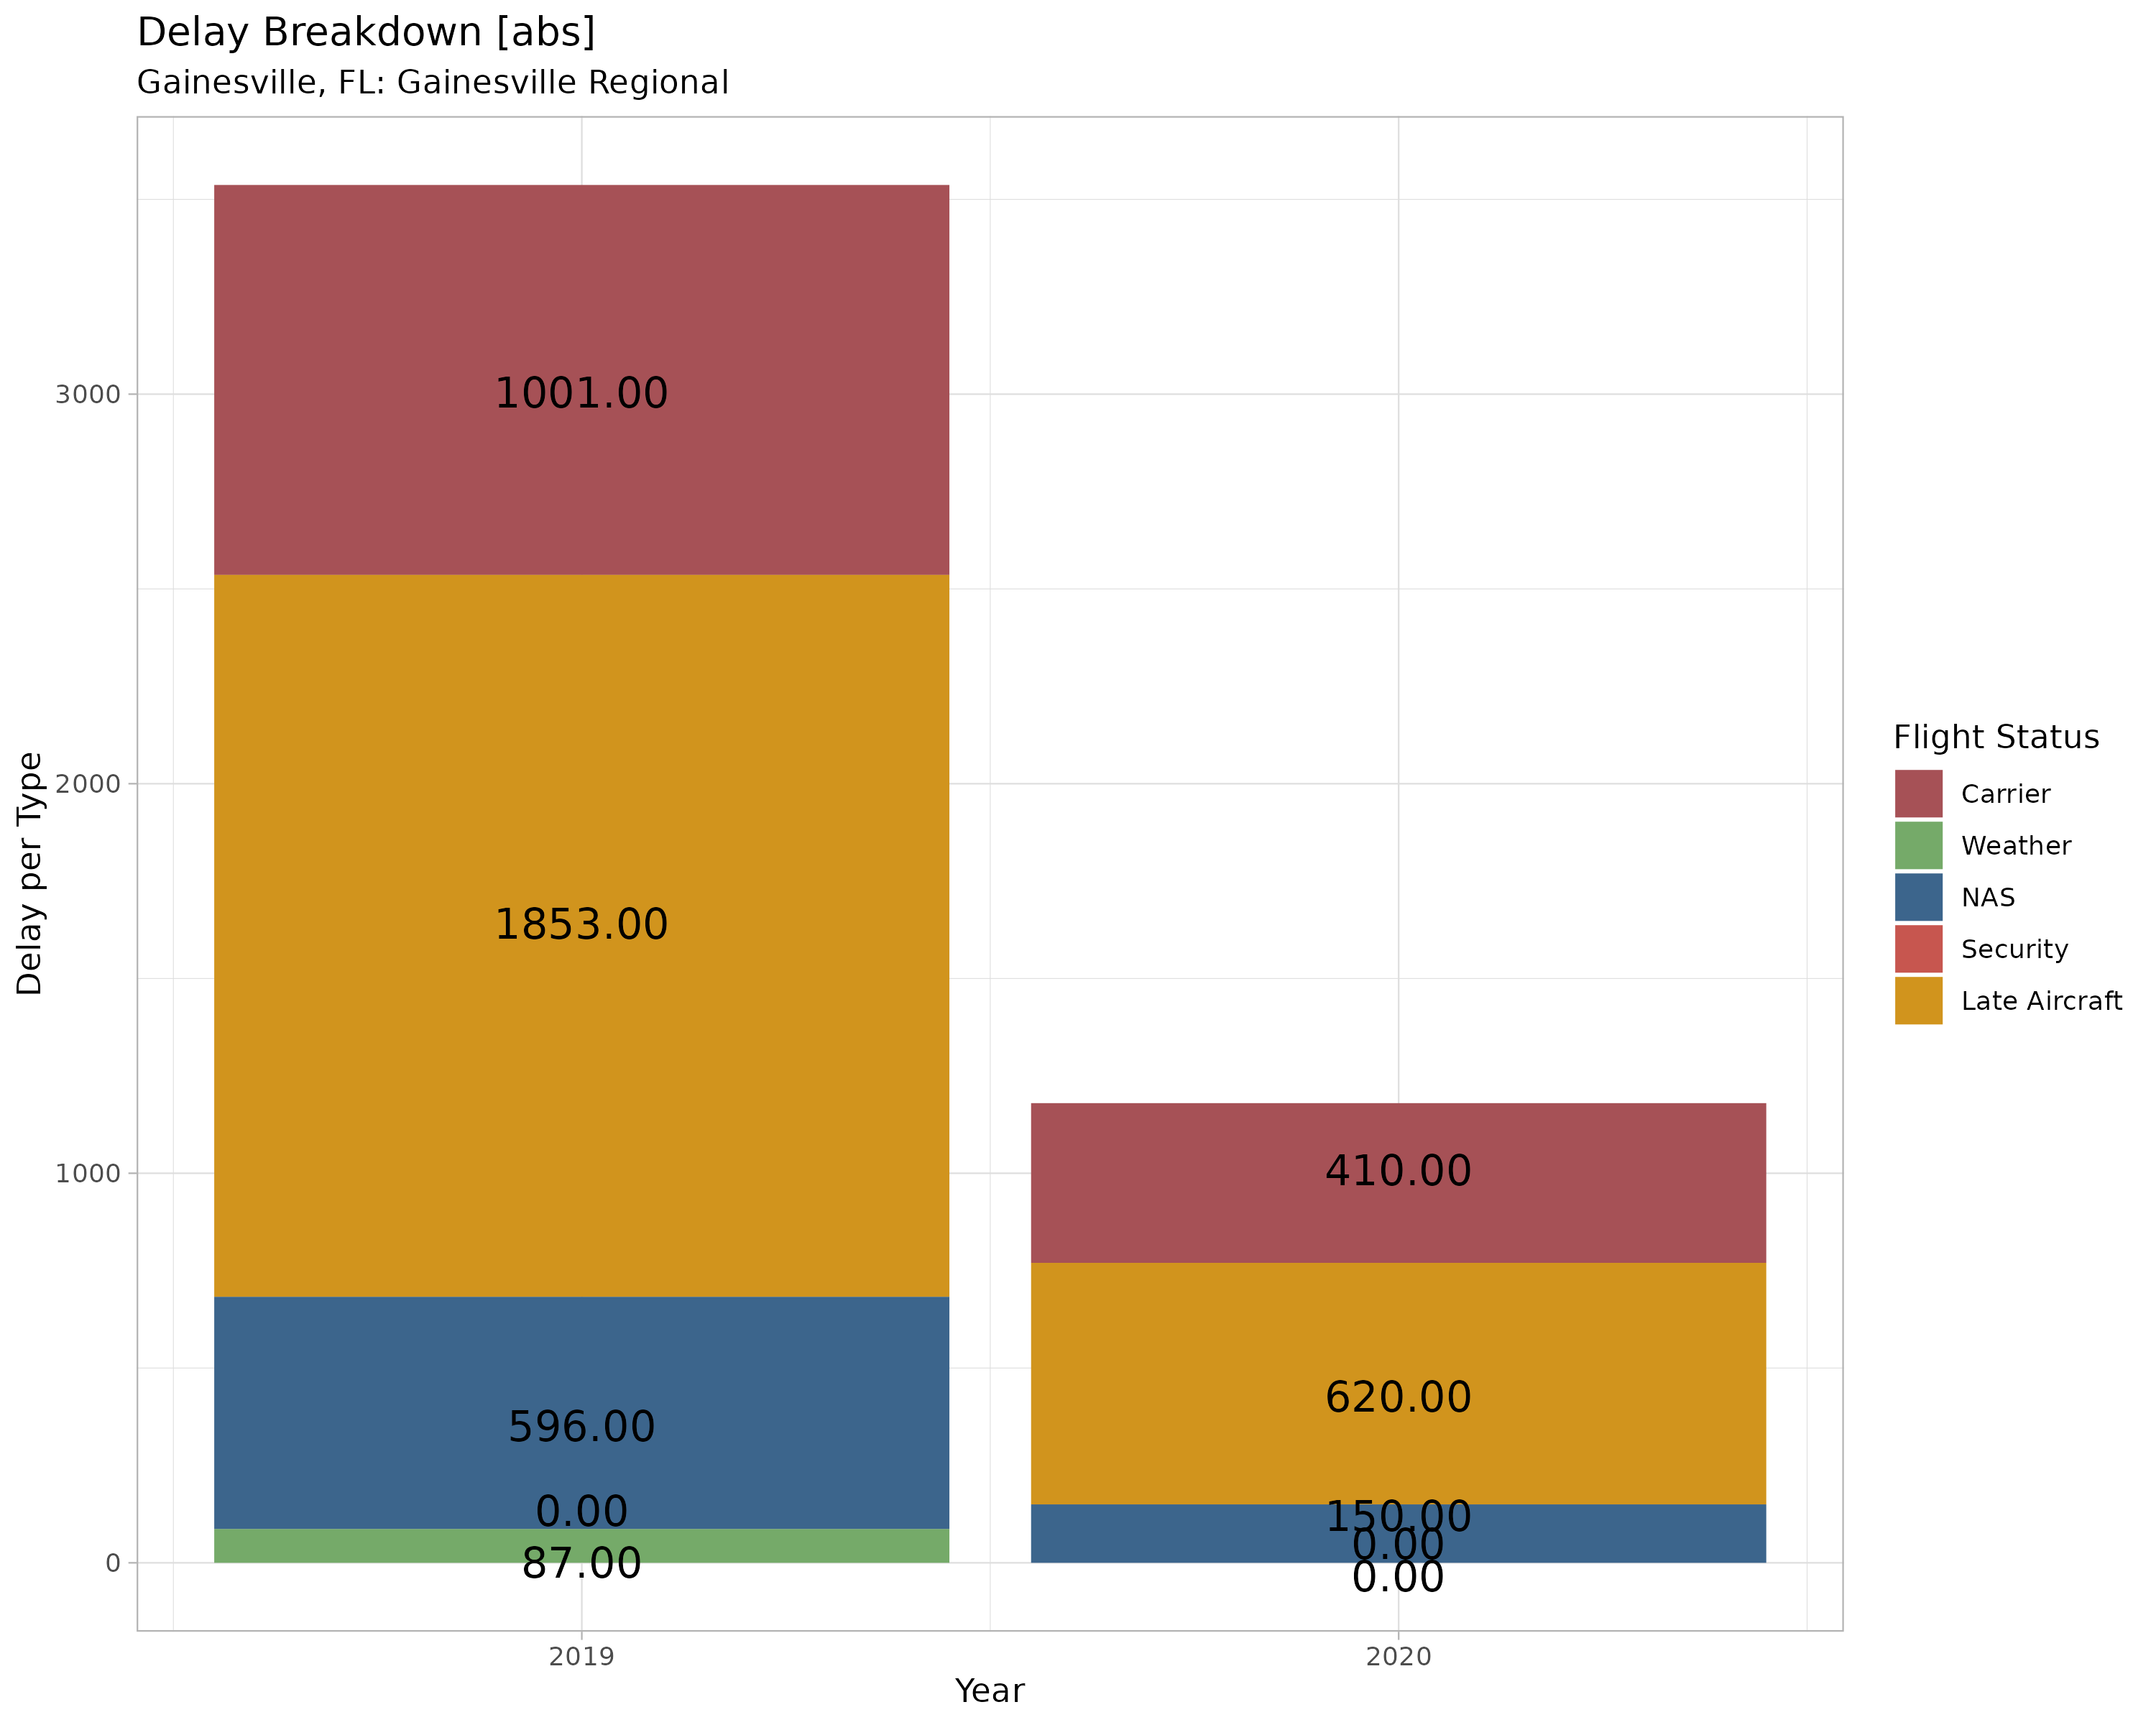 Delay Breakdown [abs]
Gainesville, FL: Gainesville Regional
Delay per Type
3000
2000
1000
0
1001.00
1853.00
596.00
0.00
87.00
410.00
620.00
150.00
0.00
0.00
2019
2020
Year
Flight Status
Carrier
Weather
NAS
Security
Late Aircraft